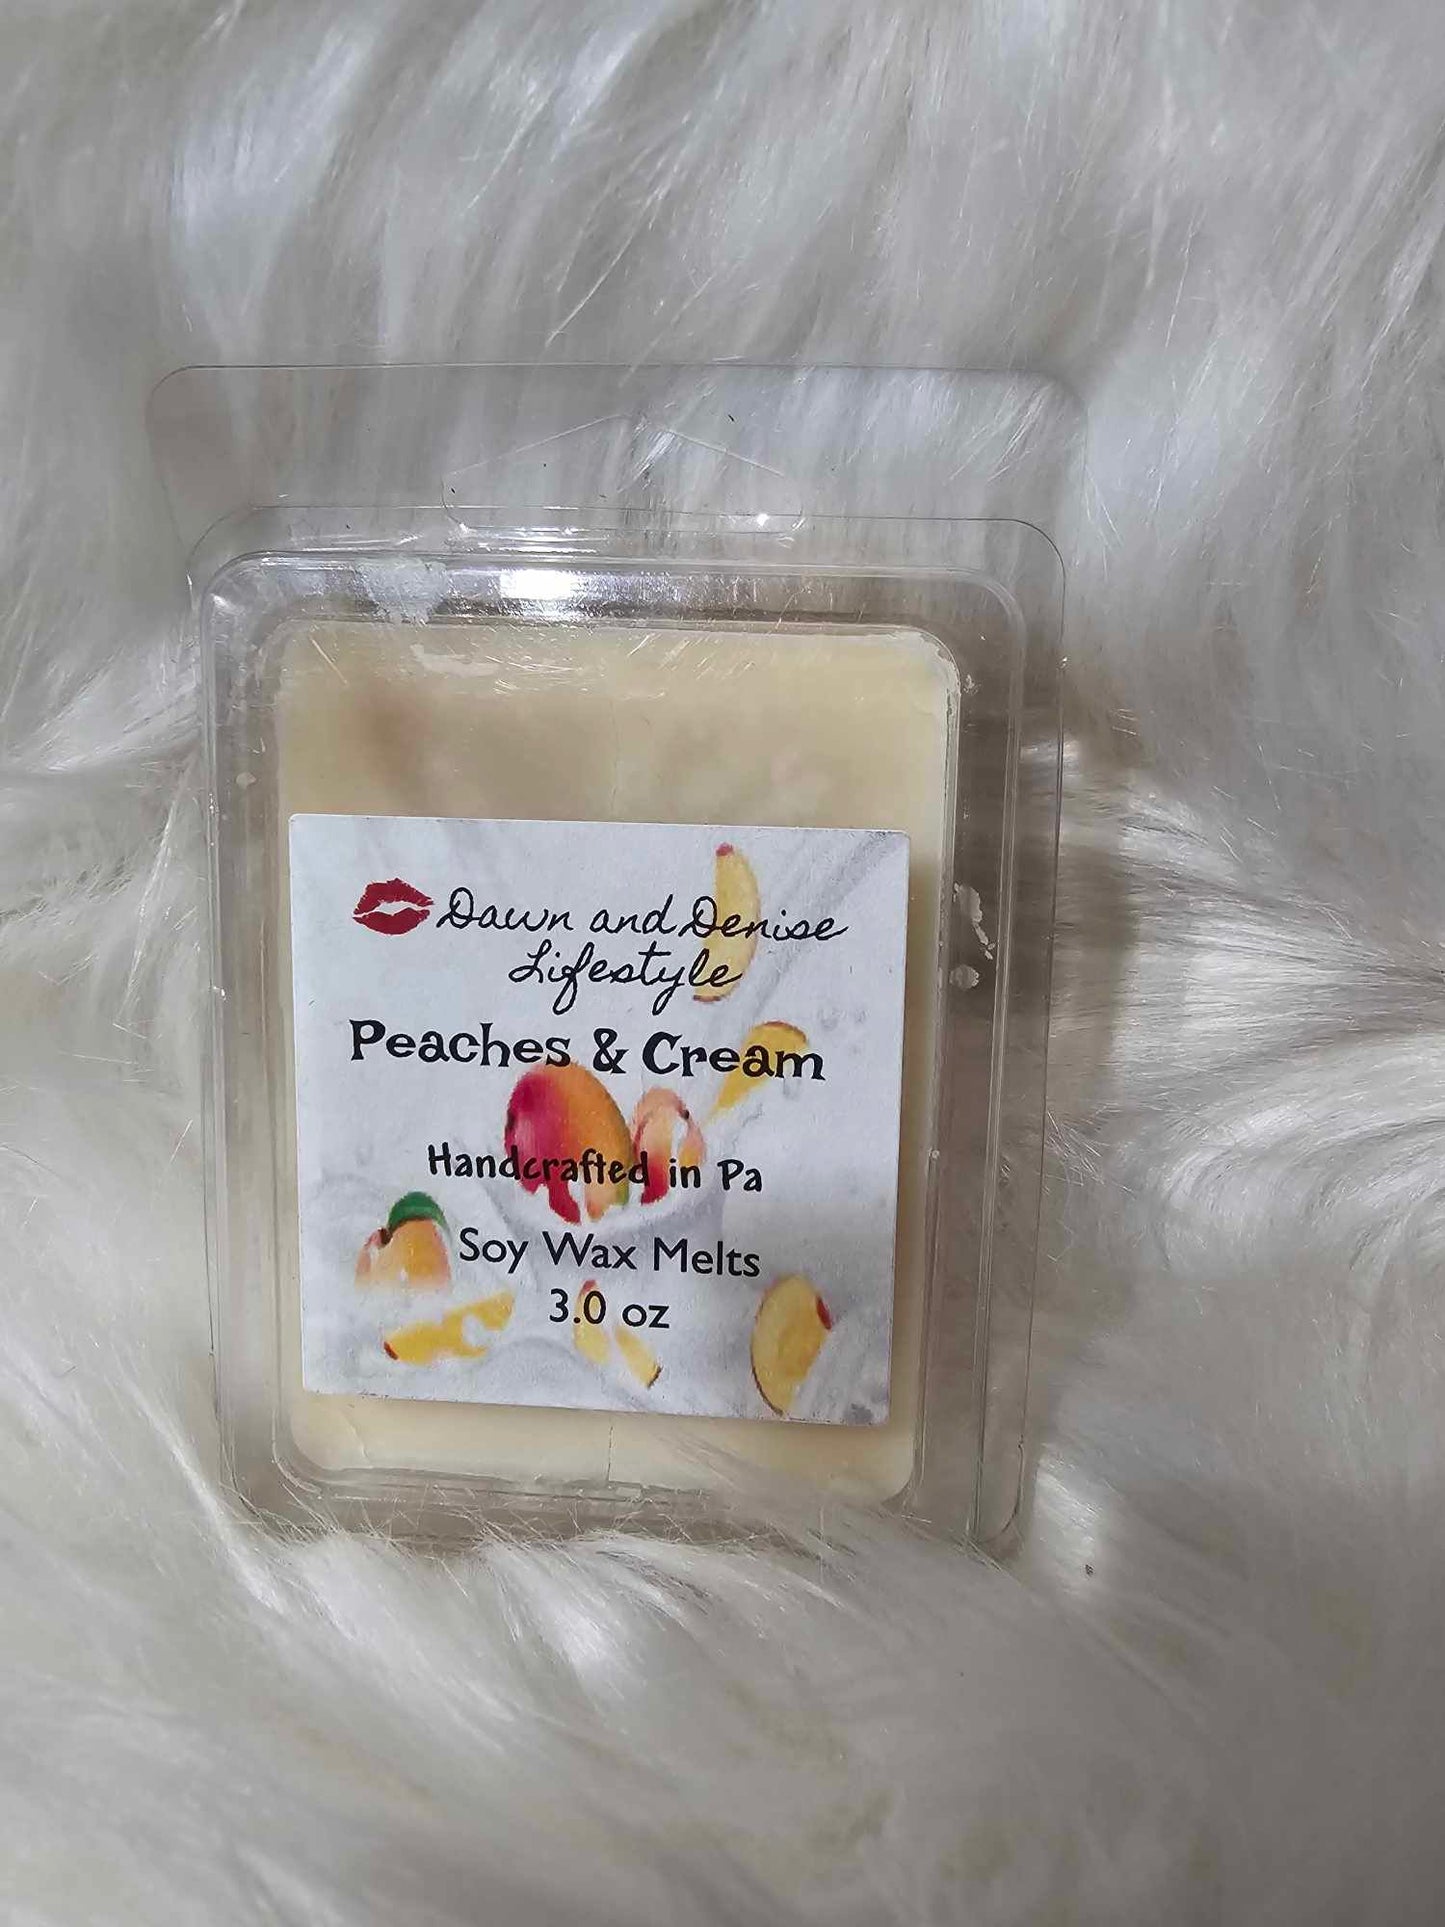 Dawn and Denise
Lifestyle
Peaches & Cream
Handcrafted in Pa
Soy Wax Melts
3.0 oz